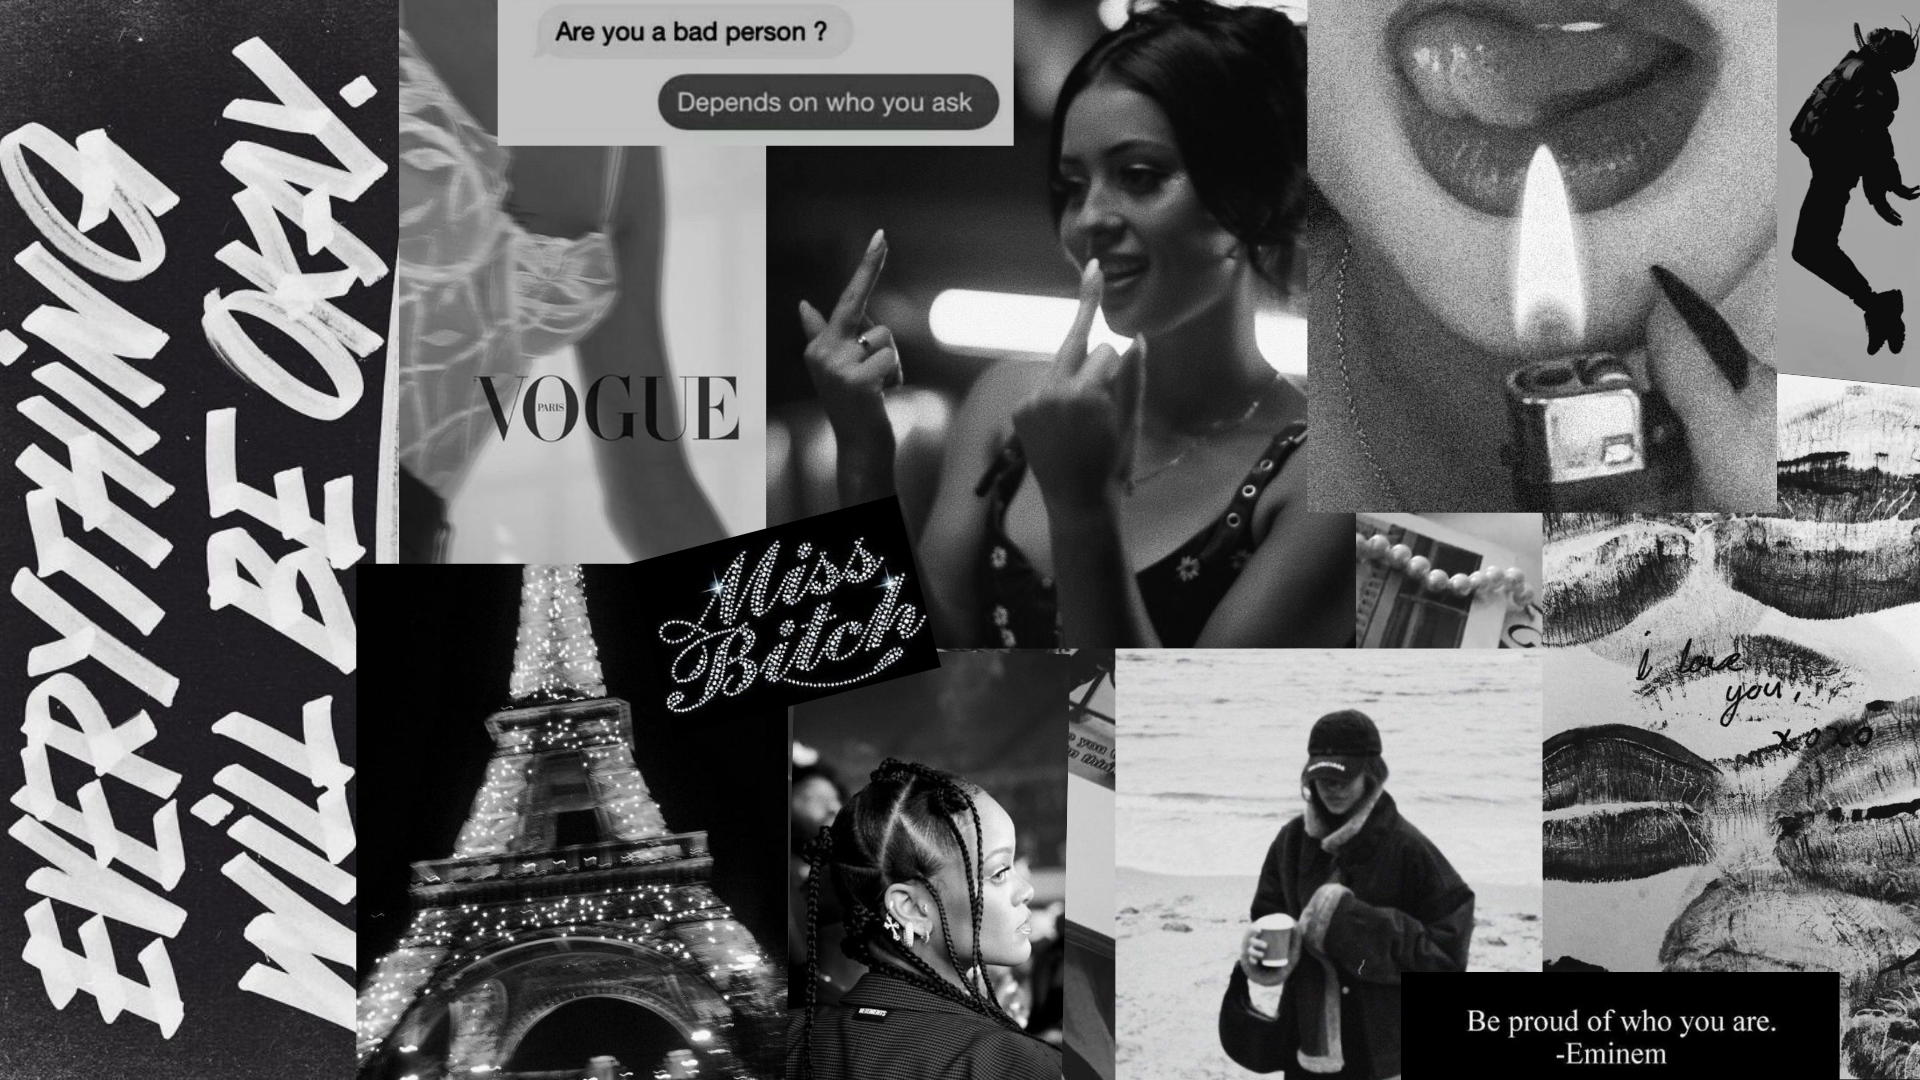 EVERYTHING
WILL BE OKAY.
Are you a bad person ?
Depends on who you ask
VOGUE
PARIS
Miss
Bitch
i love
you,
xoxo
VETEMENTS
Be proud of who you are.
-Eminem